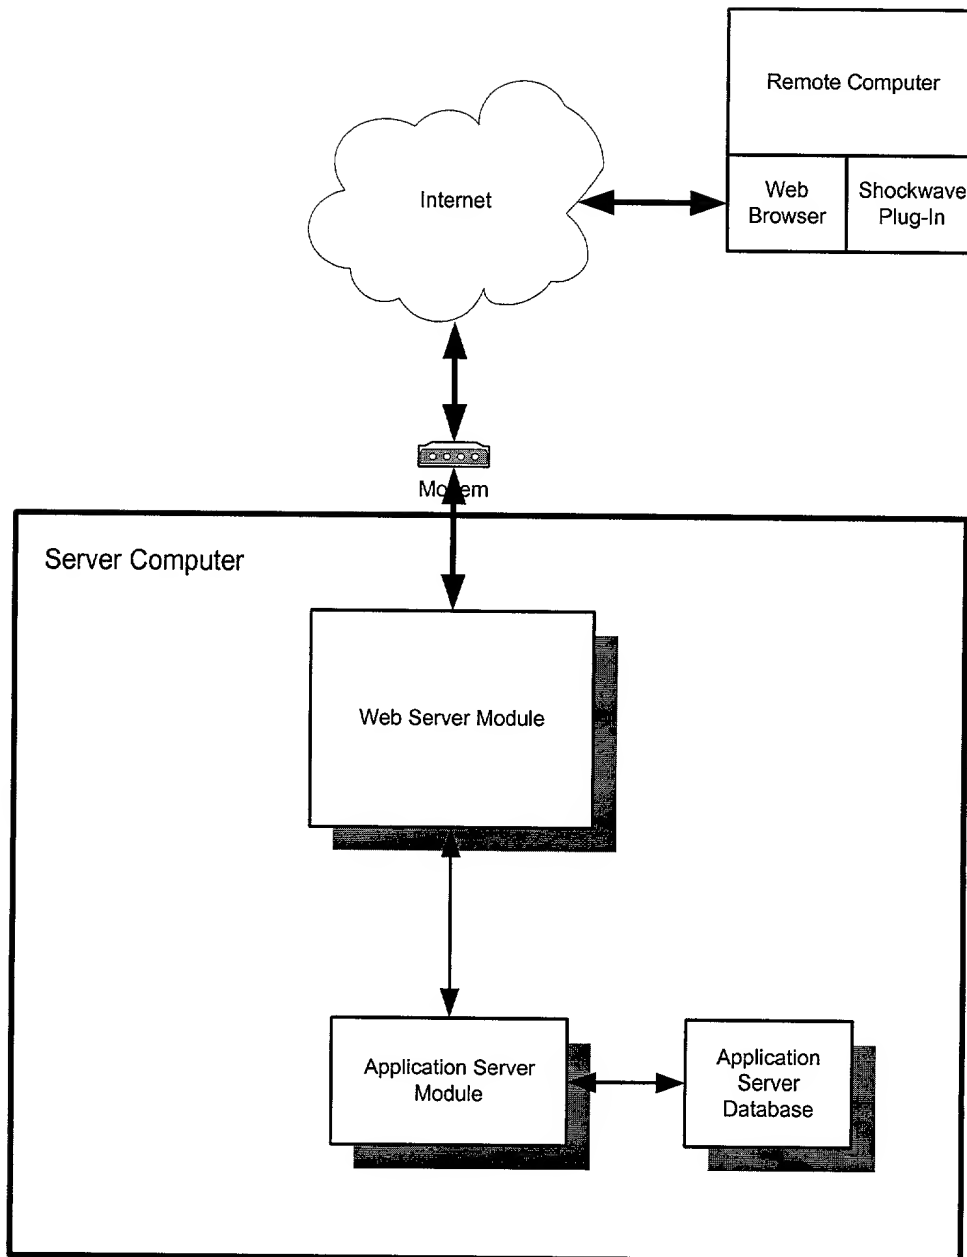 Remote Computer
Internet
Web
Browser
Shockwave
Plug-In
Modem
Server Computer
Web Server Module
Application Server
Module
Application
Server
Database